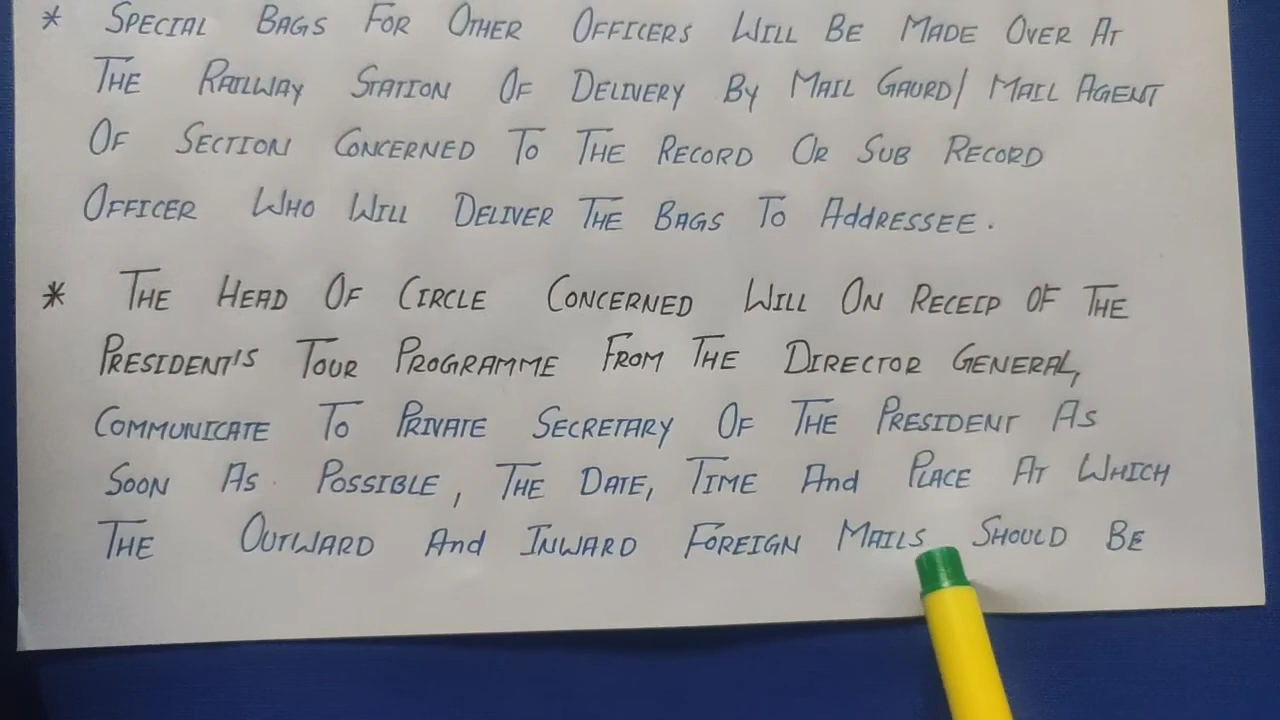 * SPECIAL BAGS FOR OTHER OFFICERS WILL BE MADE OVER AT
THE RAILWAY STATION OF DELIVERY BY MAIL GAURD/ MAIL AGENT
OF SECTION CONCERNED TO THE RECORD OR SUB RECORD
OFFICER WHO WILL DELIVER THE BAGS TO ADDRESSEE.
* THE HEAD OF CIRCLE CONCERNED WILL ON RECEIP OF THE
PRESIDENT'S TOUR PROGRAMME FROM THE DIRECTOR GENERAL,
COMMUNICATE TO PRIVATE SECRETARY OF THE PRESIDENT AS
SOON AS POSSIBLE, THE DATE, TIME And PLACE AT WHICH
THE OUTWARD And INWARD FOREIGN MAILS SHOULD BE